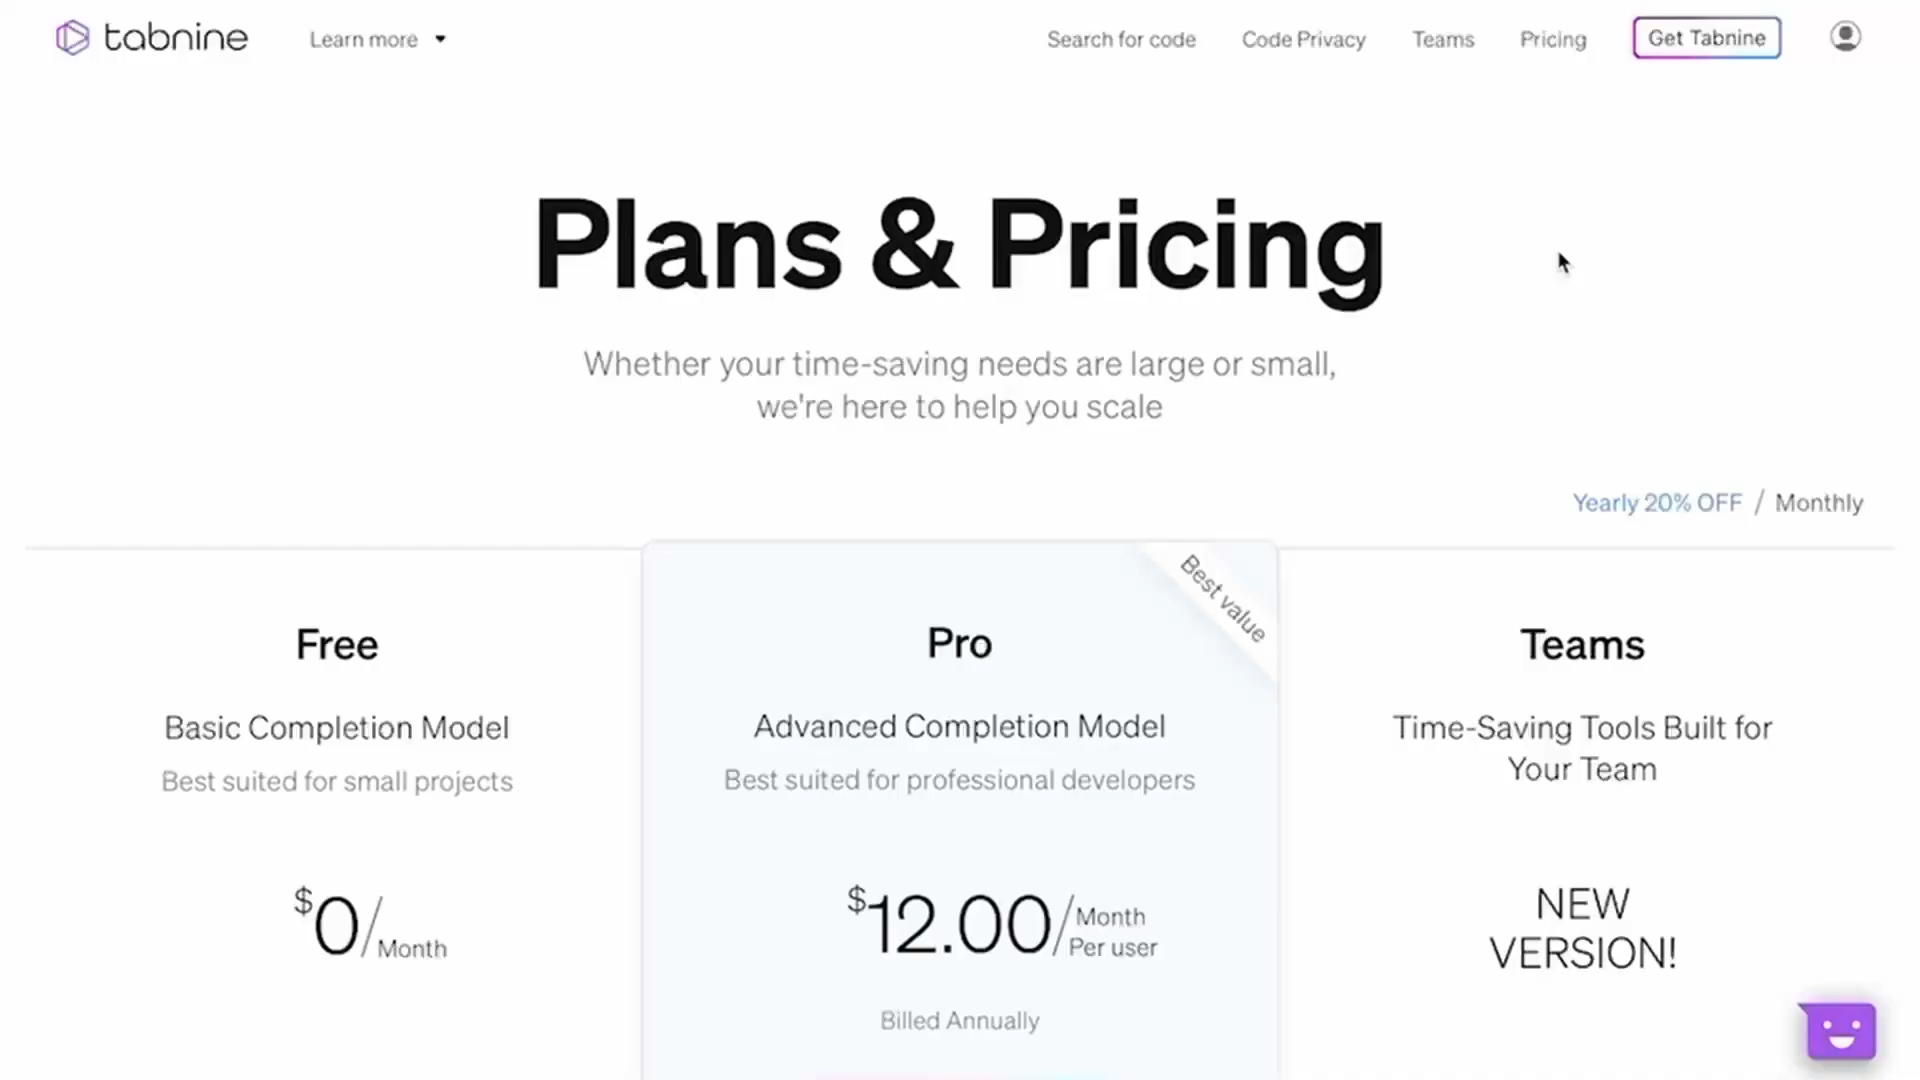 tabnine
Learn more
Search for code
Code Privacy
Teams
Pricing
Get Tabnine
Plans & Pricing
Whether your time-saving needs are large or small,
we're here to help you scale
Yearly 20% OFF / Monthly
Free
Basic Completion Model
Best suited for small projects
$0/Month
Best value
Pro
Advanced Completion Model
Best suited for professional developers
$12.00/Month
Per user
Billed Annually
Teams
Time-Saving Tools Built for
Your Team
NEW
VERSION!